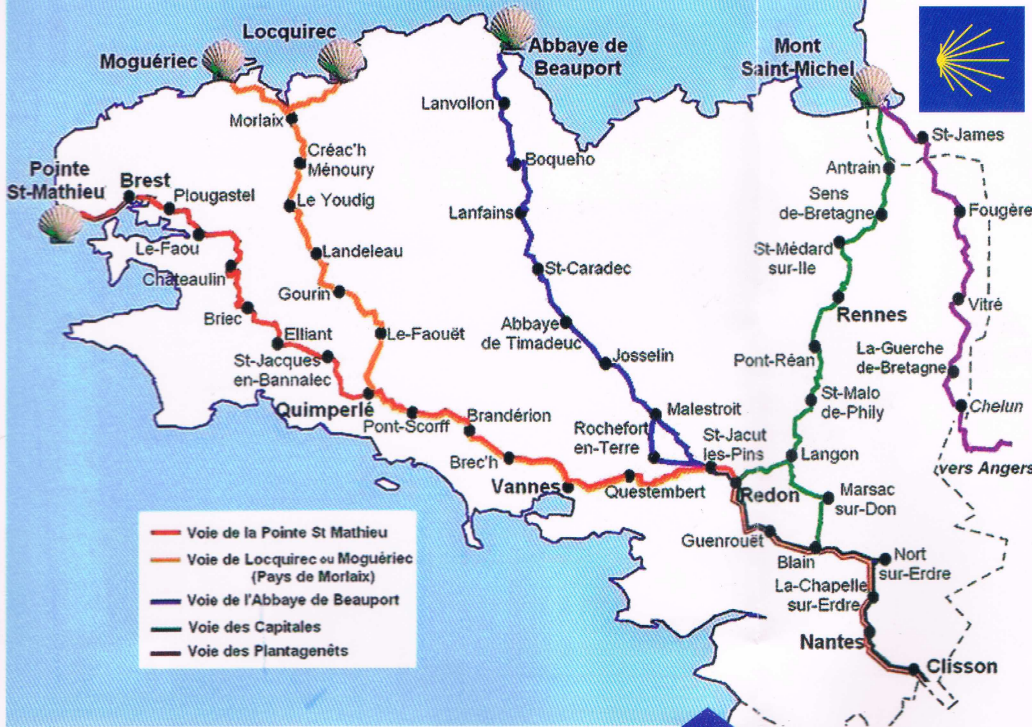 Locquirec
Moguériec
Abbaye de
Beauport
Mont
Saint-Michel
Lanvollon
Morlaix
St-James
Créac'h
Ménoury
Boqueho
Antrain
Pointe
St-Mathieu
Brest
Plougastel
Le Youdig
Lanfains
Sens
de-Bretagne
Fougère
Le-Faou
Landeleau
St-Caradec
St-Médard
sur-Ile
Châteaulin
Gourin
Briec
Elliant
Le-Faouët
Abbaye
de Timadeuc
Rennes
Vitré
St-Jacques
en-Bannalec
Josselin
Pont-Réan
La-Guerche
de-Bretagne
Quimperlé
Pont-Scorff
Brandérion
Malestroit
St-Malo
de-Phily
Chelun
Rochefort
en-Terre
St-Jacut
les-Pins
Langon
Brec'h
vers Angers
Vannes
Questembert
Redon
Marsac
sur-Don
Guenrouët
Blain
Nort
sur-Erdre
La-Chapelle
sur-Erdre
Nantes
Clisson
Voie de la Pointe St Mathieu
Voie de Locquirec ou Moguériec
(Pays de Morlaix)
Voie de l'Abbaye de Beauport
Voie des Capitales
Voie des Plantagenêts